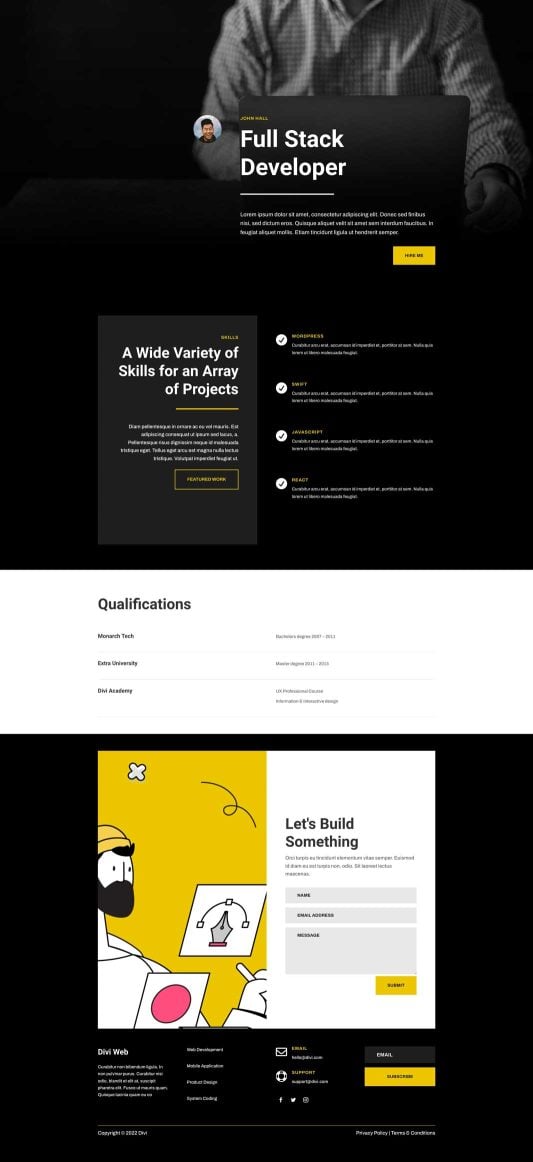 JOHN HALL
Full Stack
Developer
Lorem ipsum dolor sit amet, consectetur adipiscing elit. Donec sed finibus
nisi, sed dictum eros. Quisque aliquet velit sit amet sem interdum faucibus. In
feugiat aliquet mollis. Etiam tincidunt ligula ut hendrerit semper.
HIRE ME
SKILLS
A Wide Variety of
Skills for an Array
of Projects
Diam pellentesque in ornare ac eu vel mauris. Est
adipiscing consequat ut ipsum sed lacus, a.
Pellentesque risus dignissim neque id malesuada
tristique eget. Tellus eget arcu est magna nulla lectus
tristique. Volutpat imperdiet feugiat ut.
FEATURED WORK
WORDPRESS
Curabitur arcu erat, accumsan id imperdiet et, porttitor at sem. Nulla quis
lorem ut libero malesuada feugiat.
SWIFT
Curabitur arcu erat, accumsan id imperdiet et, porttitor at sem. Nulla quis
lorem ut libero malesuada feugiat.
JAVASCRIPT
Curabitur arcu erat, accumsan id imperdiet et, porttitor at sem. Nulla quis
lorem ut libero malesuada feugiat.
REACT
Curabitur arcu erat, accumsan id imperdiet et, porttitor at sem. Nulla quis
lorem ut libero malesuada feugiat.
Qualifications
Monarch Tech
Bachelors degree 2007 – 2011
Extra University
Master degree 2011 – 2013
Divi Academy
UX Professional Course
Information & Interactive design
Let's Build
Something
Orci turpis eu tincidunt elementum vitae semper. Euismod
id diam eu est turpis non, odio. Sit laoreet lectus
maecenas.
NAME
EMAIL ADDRESS
MESSAGE
SUBMIT
Divi Web
Curabitur non bibendum ligula. In
non pulvinar purus. Curabitur nisi
odio, blandit et elit at, suscipit
pharetra elit. Fusce ut mauris quam.
Quisque lacinia quam eu co
Web Development
Mobile Application
Product Design
System Coding
EMAIL
hello@divi.com
SUPPORT
support@divi.com
EMAIL
SUBSCRIBE
Copyright © 2022 Divi
Privacy Policy | Terms & Conditions